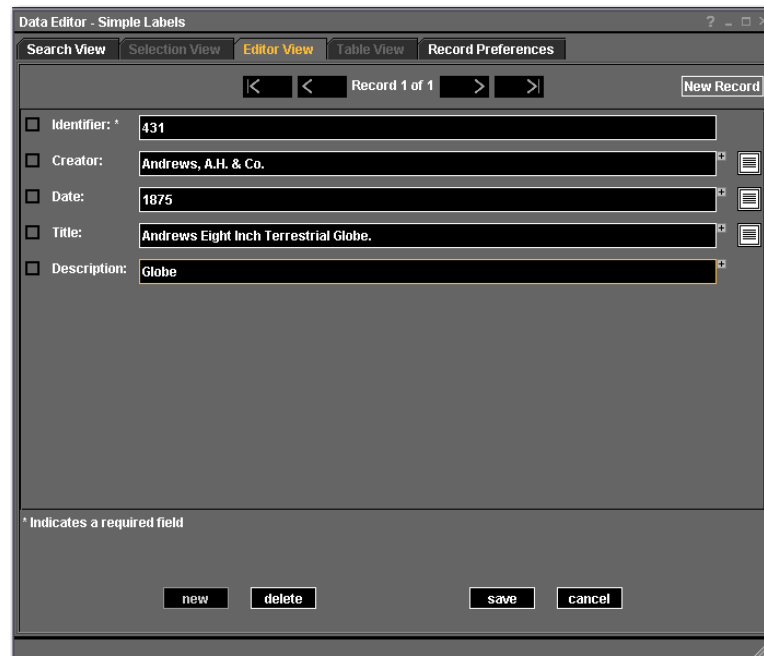 Data Editor - Simple Labels
Search View Selection View Editor View Table View Record Preferences
Record 1 of 1 New Record
Identifier: * 431
Creator: Andrews, A.H. & Co.
Date: 1875
Title: Andrews Eight Inch Terrestrial Globe.
Description: Globe
* Indicates a required field
new delete save cancel